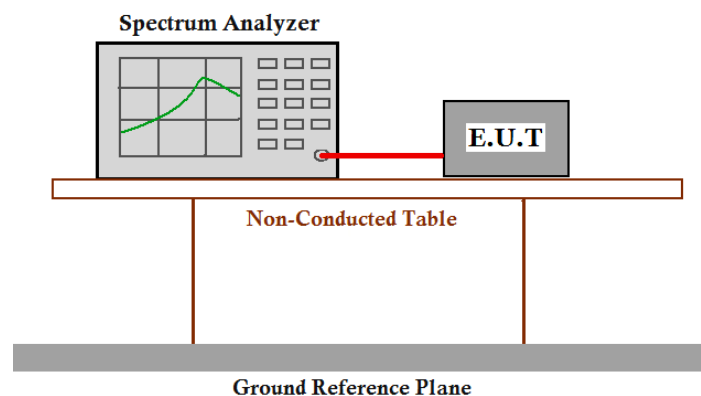 Spectrum Analyzer
E.U.T
Non-Conducted Table
Ground Reference Plane